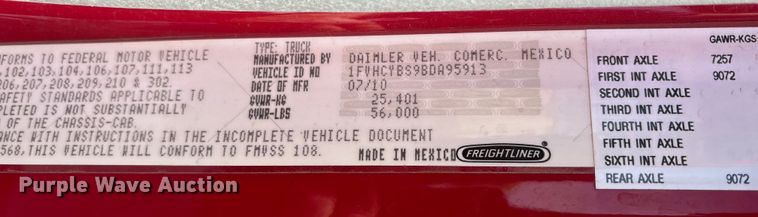 TYPE: TRUCK
FORMS TO FEDERAL MOTOR VEHICLE MANUFACTURED BY DAIMLER VEH. COMERC. MEXICO
,102,103,104,106,107,111,113 VEHICLE ID NO 1FVHCYBS9BDA95913
206,207,208,209,210 & 302. DATE OF MFR 07/10
SAFETY STANDARDS APPLICABLE TO GVWR-KG 25,401
PLETED IS NOT SUBSTANTIALLY GVWR-LBS 56,000
OF THE CHASSIS-CAB.
ANCE WITH INSTRUCTIONS IN THE INCOMPLETE VEHICLE DOCUMENT
568, THIS VEHICLE WILL CONFORM TO FMVSS 108. MADE IN MEXICO FREIGHTLINER
GAWR-KGS
FRONT AXLE 7257
FIRST INT AXLE 9072
SECOND INT AXLE
THIRD INT AXLE
FOURTH INT AXLE
FIFTH INT AXLE
SIXTH INT AXLE
REAR AXLE 9072
Purple Wave Auction